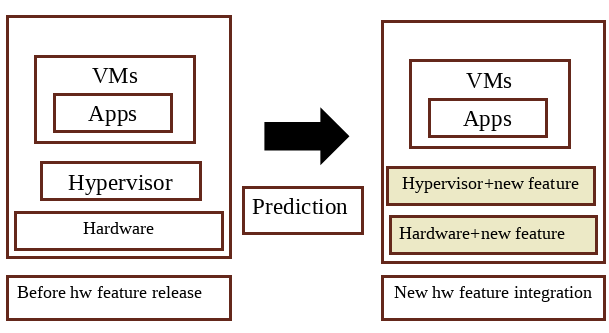 VMs
Apps
Hypervisor
Hardware
Before hw feature release
Prediction
VMs
Apps
Hypervisor+new feature
Hardware+new feature
New hw feature integration